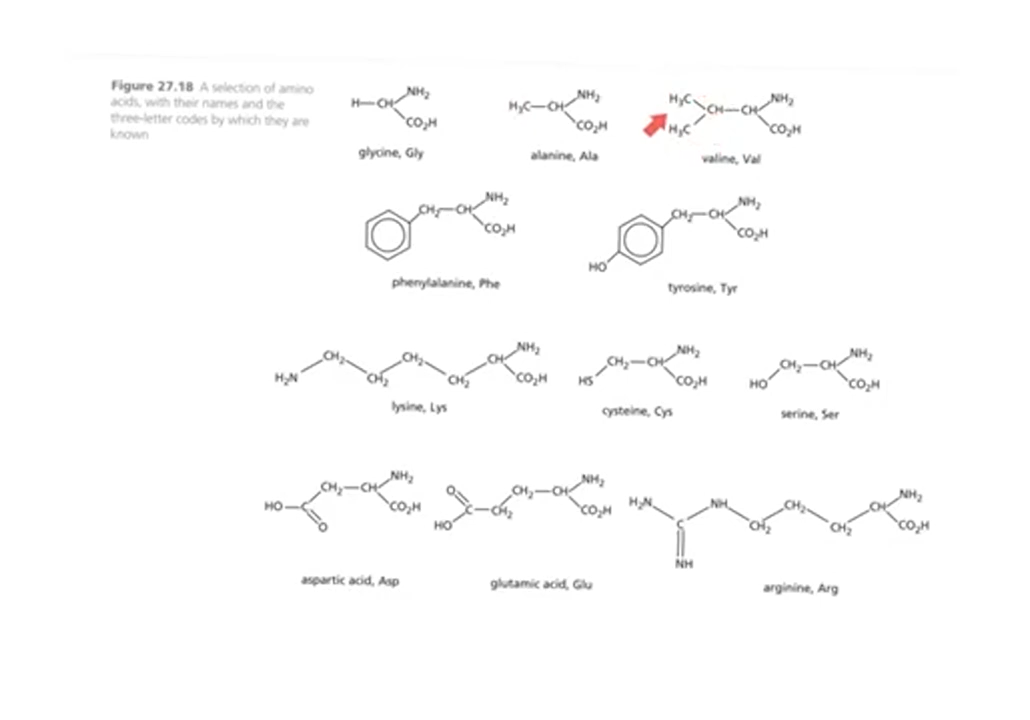 Figure 27.18 A selection of amino
acids, with their names and the
three-letter codes by which they are
known
H—CH NH₂ CO₂H
glycine, Gly
H₃C—CH NH₂ CO₂H
alanine, Ala
H₃C H₃C CH—CH NH₂ CO₂H
valine, Val
CH₂—CH NH₂ CO₂H
phenylalanine, Phe
HO CH₂—CH NH₂ CO₂H
tyrosine, Tyr
H₂N CH₂ CH₂ CH₂ CH₂ CH NH₂ CO₂H
lysine, Lys
HS CH₂—CH NH₂ CO₂H
cysteine, Cys
HO CH₂—CH NH₂ CO₂H
serine, Ser
HO—C O CH₂—CH NH₂ CO₂H
aspartic acid, Asp
O HO C—CH₂ CH₂—CH NH₂ CO₂H
glutamic acid, Glu
H₂N C NH NH CH₂ CH₂ CH₂ CH NH₂ CO₂H
arginine, Arg